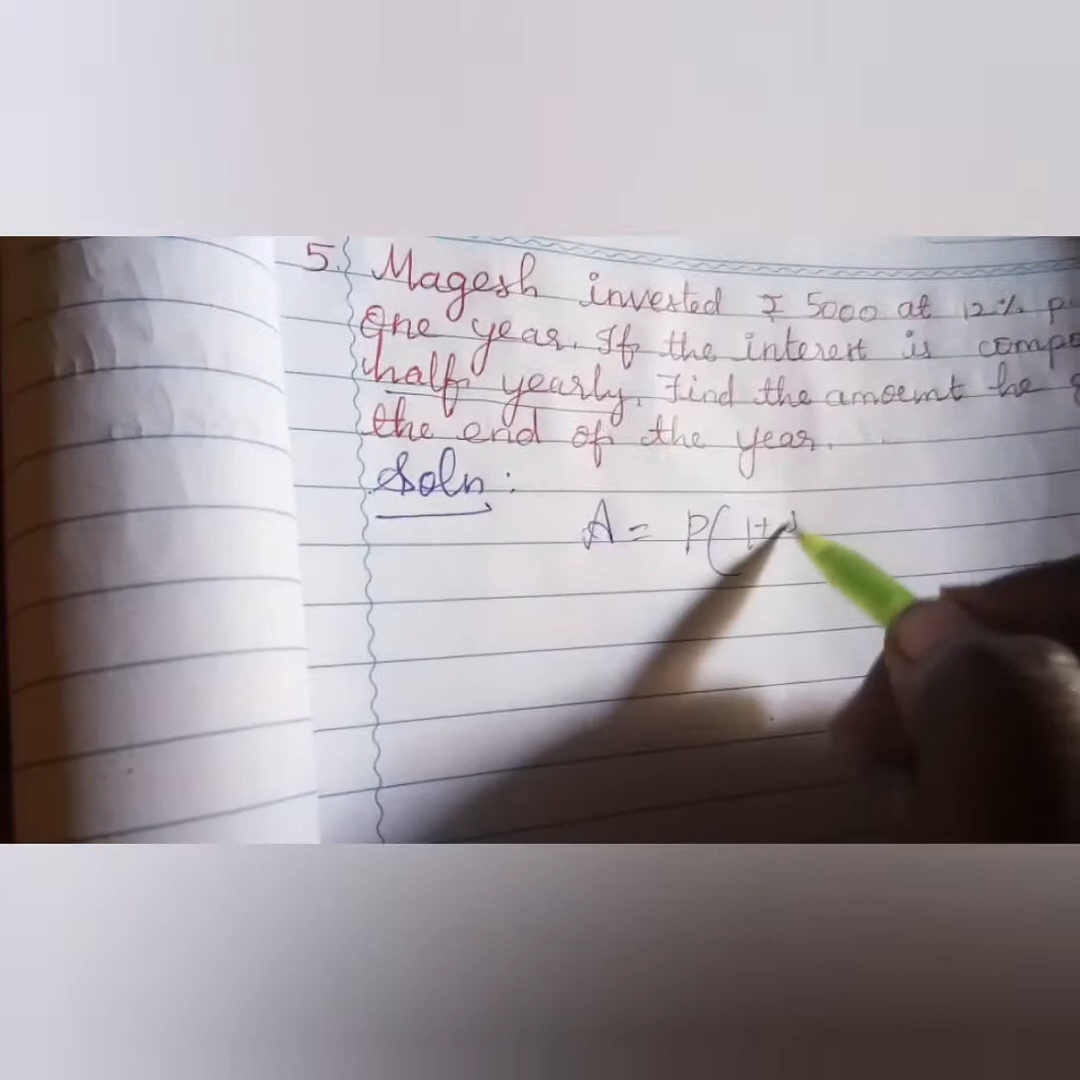 5. Magesh invested ₹ 5000 at 12%
One year. If the interest is
half yearly. Find the amount he
the end of the year.
Soln:
A = P(1+